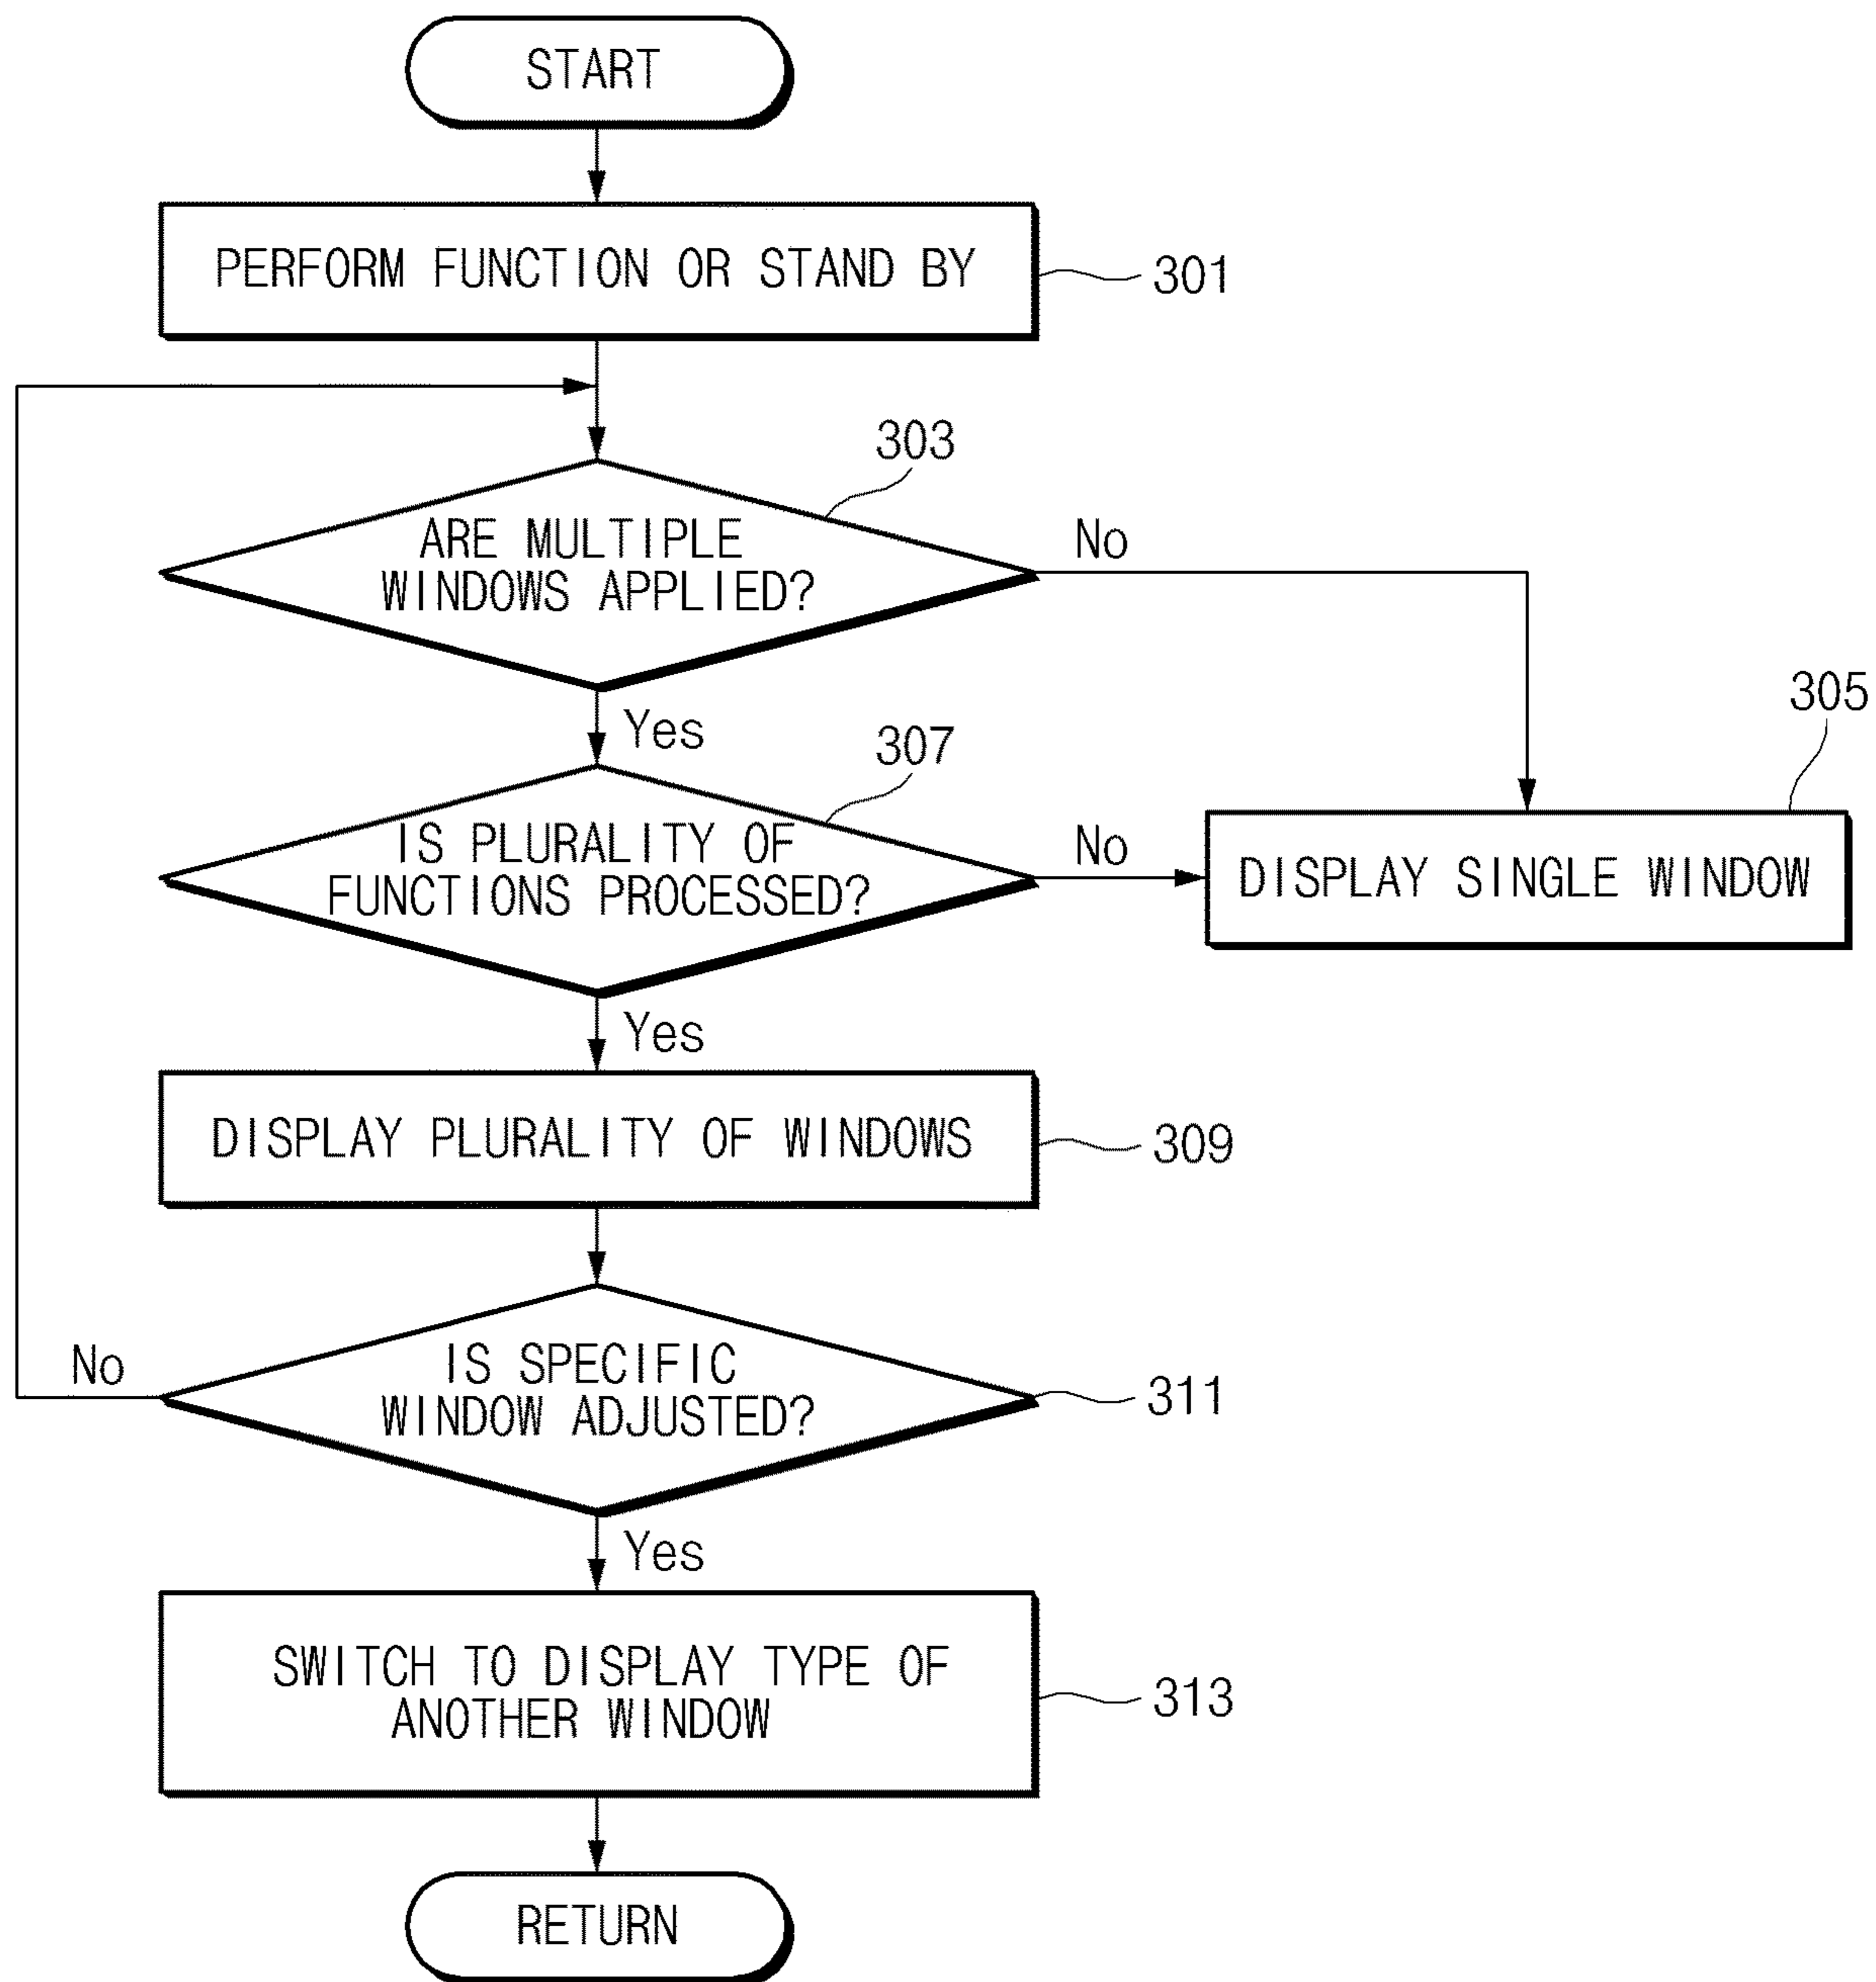 START
PERFORM FUNCTION OR STAND BY
301
303
ARE MULTIPLE
WINDOWS APPLIED?
No
Yes
305
307
IS PLURALITY OF
FUNCTIONS PROCESSED?
No
DISPLAY SINGLE WINDOW
Yes
DISPLAY PLURALITY OF WINDOWS
309
No
IS SPECIFIC
WINDOW ADJUSTED?
311
Yes
SWITCH TO DISPLAY TYPE OF
ANOTHER WINDOW
313
RETURN